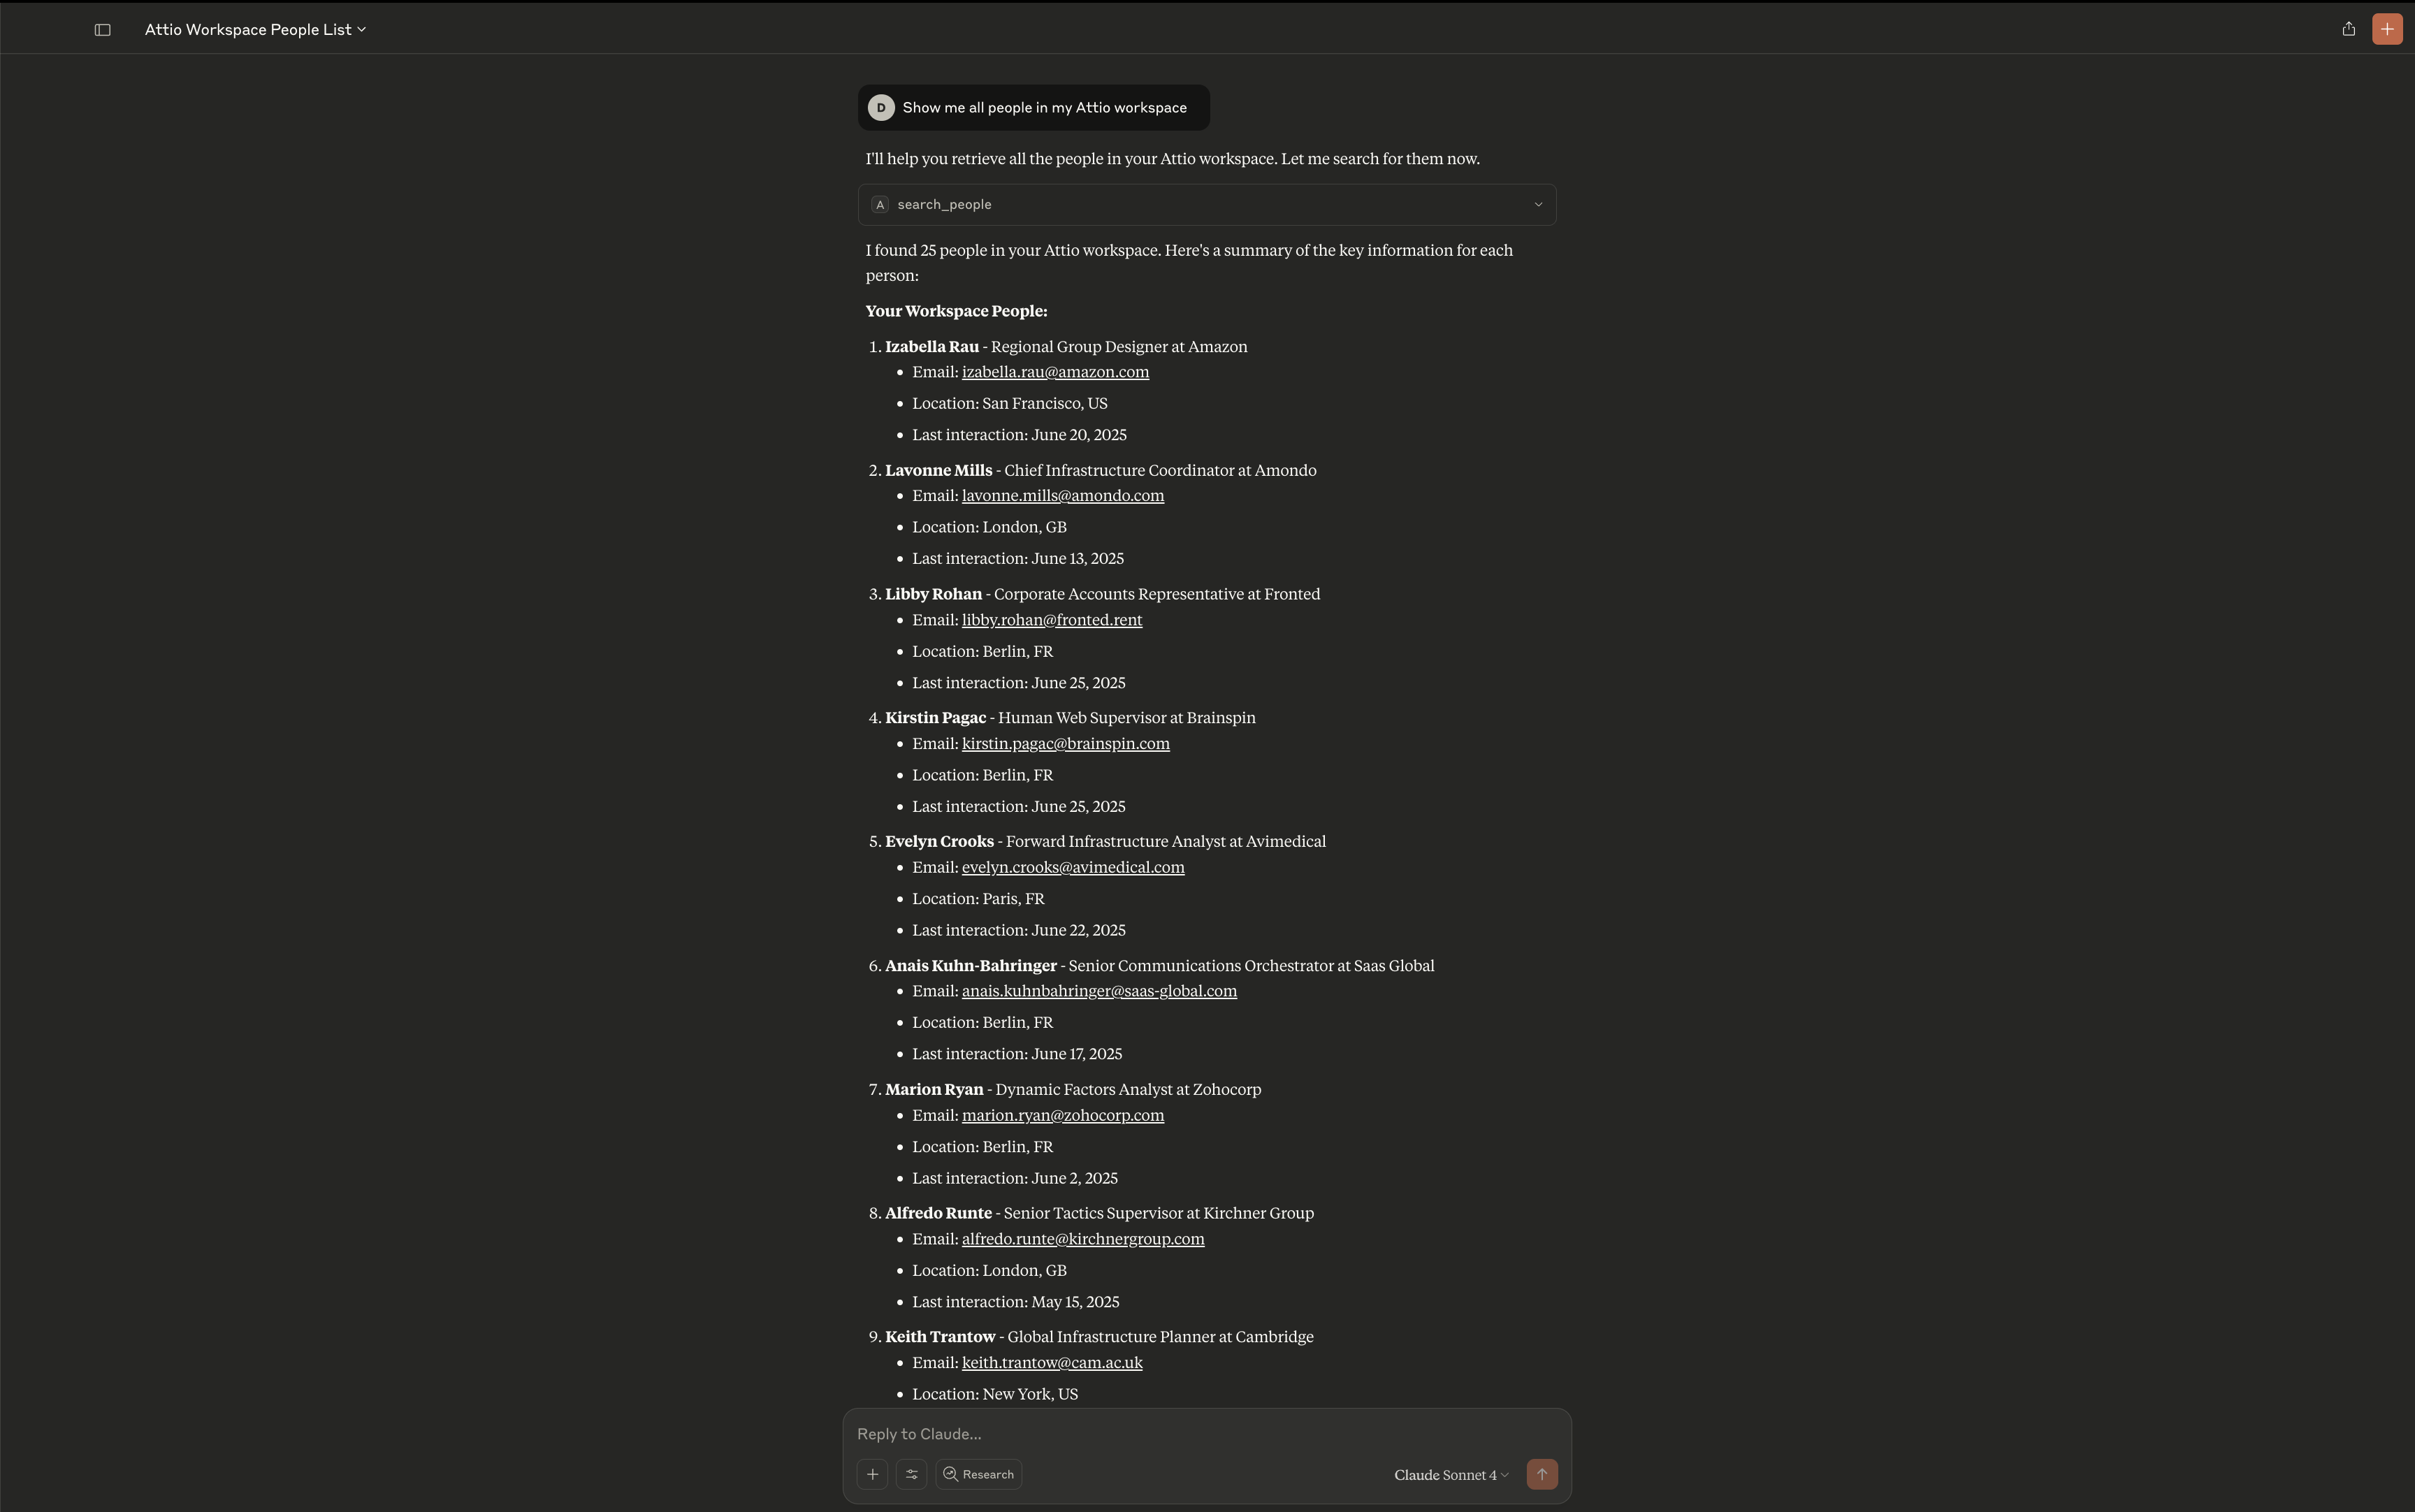 Attio Workspace People List
D Show me all people in my Attio workspace
I'll help you retrieve all the people in your Attio workspace. Let me search for them now.
A search_people
I found 25 people in your Attio workspace. Here's a summary of the key information for each
person:
Your Workspace People:
1. Izabella Rau - Regional Group Designer at Amazon
• Email: izabella.rau@amazon.com
• Location: San Francisco, US
• Last interaction: June 20, 2025
2. Lavonne Mills - Chief Infrastructure Coordinator at Amondo
• Email: lavonne.mills@amondo.com
• Location: London, GB
• Last interaction: June 13, 2025
3. Libby Rohan - Corporate Accounts Representative at Fronted
• Email: libby.rohan@fronted.rent
• Location: Berlin, FR
• Last interaction: June 25, 2025
4. Kirstin Pagac - Human Web Supervisor at Brainspin
• Email: kirstin.pagac@brainspin.com
• Location: Berlin, FR
• Last interaction: June 25, 2025
5. Evelyn Crooks - Forward Infrastructure Analyst at Avimedical
• Email: evelyn.crooks@avimedical.com
• Location: Paris, FR
• Last interaction: June 22, 2025
6. Anais Kuhn-Bahringer - Senior Communications Orchestrator at Saas Global
• Email: anais.kuhnbahringer@saas-global.com
• Location: Berlin, FR
• Last interaction: June 17, 2025
7. Marion Ryan - Dynamic Factors Analyst at Zohocorp
• Email: marion.ryan@zohocorp.com
• Location: Berlin, FR
• Last interaction: June 2, 2025
8. Alfredo Runte - Senior Tactics Supervisor at Kirchner Group
• Email: alfredo.runte@kirchnergroup.com
• Location: London, GB
• Last interaction: May 15, 2025
9. Keith Trantow - Global Infrastructure Planner at Cambridge
• Email: keith.trantow@cam.ac.uk
• Location: New York, US
Reply to Claude...
Research
Claude Sonnet 4